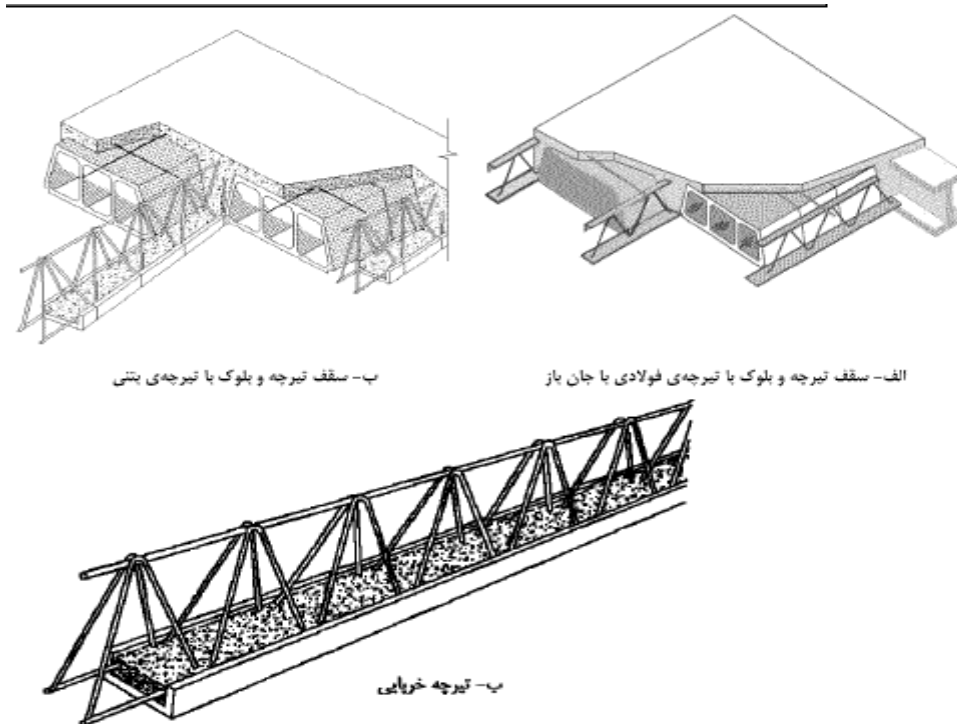 الف- سقف تیرچه و بلوک با تیرچه‌ی فولادی با جان باز
ب- سقف تیرچه و بلوک با تیرچه‌ی بتنی
ب- تیرچه خرپایی